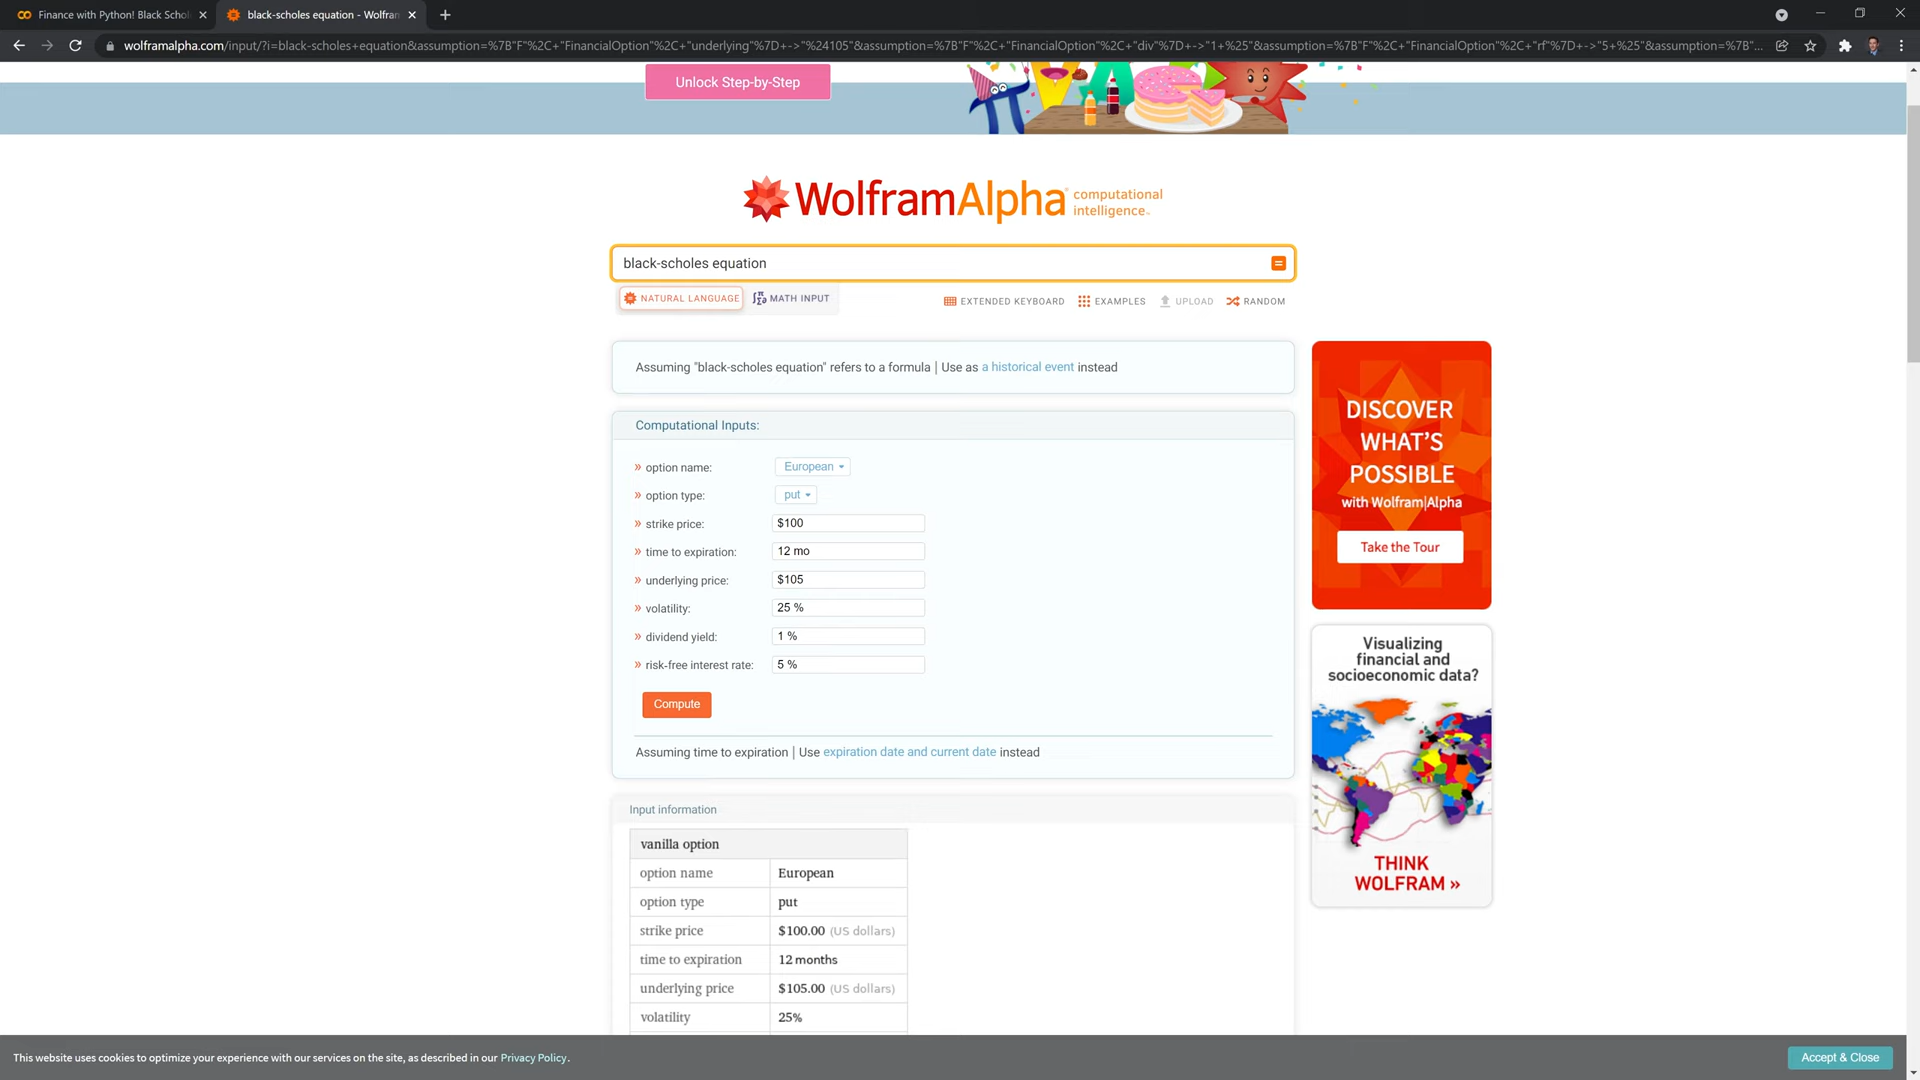 Finance with Python! Black Schol
black-scholes equation - Wolfram
wolframalpha.com/input/?i=black-scholes+equation&assumption=%7B"F"%2C+"FinancialOption"%2C+"underlying"%7D+->"%24105"&assumption=%7B"F"%2C+"FinancialOption"%2C+"div"%7D+->"1+%25"&assumption=%7B"F"%2C+"FinancialOption"%2C+"rf"%7D+->"5+%25"&assumption=%7B"...
Unlock Step-by-Step
WolframAlpha computational
intelligence™
black-scholes equation
NATURAL LANGUAGE MATH INPUT EXTENDED KEYBOARD EXAMPLES UPLOAD RANDOM
Assuming "black-scholes equation" refers to a formula | Use as a historical event instead
Computational Inputs:
» option name: European
» option type: put
» strike price: $100
» time to expiration: 12 mo
» underlying price: $105
» volatility: 25 %
» dividend yield: 1 %
» risk-free interest rate: 5 %
Compute
Assuming time to expiration | Use expiration date and current date instead
Input information
vanilla option
option name European
option type put
strike price $100.00 (US dollars)
time to expiration 12 months
underlying price $105.00 (US dollars)
volatility 25%
DISCOVER
WHAT'S
POSSIBLE
with Wolfram|Alpha
Take the Tour
Visualizing
financial and
socioeconomic data?
THINK
WOLFRAM »
This website uses cookies to optimize your experience with our services on the site, as described in our Privacy Policy.
Accept & Close